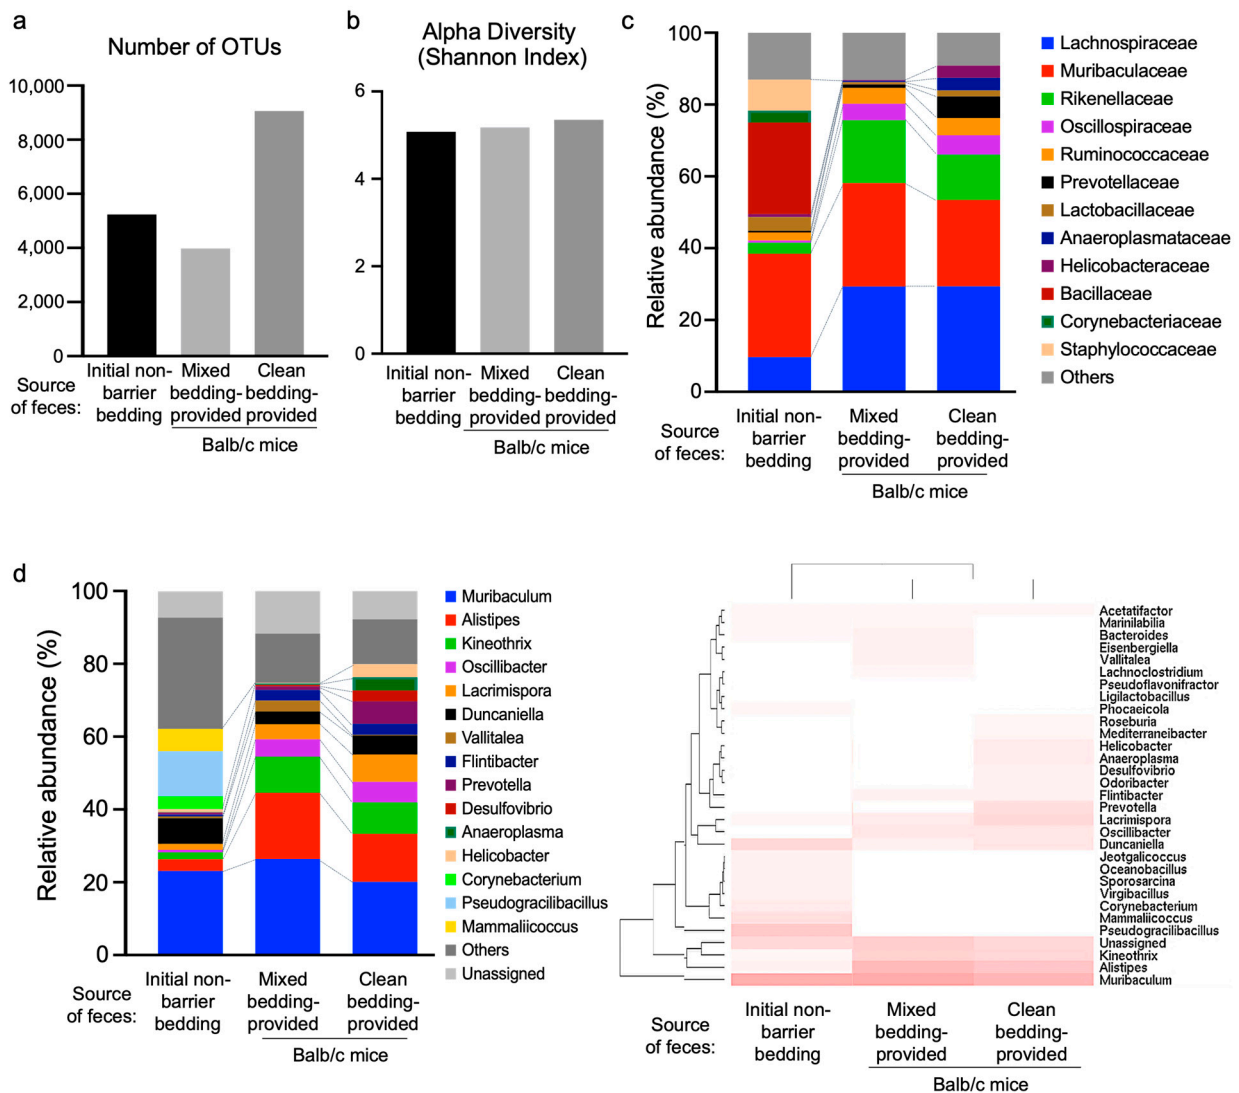 a
Number of OTUs
10,000
8,000
6,000
4,000
2,000
0
Source
of feces:
Initial non-
barrier
bedding
Mixed
bedding-
provided
Clean
bedding-
provided
Balb/c mice
b
Alpha Diversity
(Shannon Index)
6
4
2
0
Initial non-
barrier
bedding
Mixed
bedding-
provided
Clean
bedding-
provided
Balb/c mice
c
Relative abundance (%)
100
80
60
40
20
0
Source
of feces:
Initial non-
barrier
bedding
Mixed
bedding-
provided
Clean
bedding-
provided
Balb/c mice
Lachnospiraceae
Muribaculaceae
Rikenellaceae
Oscillospiraceae
Ruminococcaceae
Prevotellaceae
Lactobacillaceae
Anaeroplasmataceae
Helicobacteraceae
Bacillaceae
Corynebacteriaceae
Staphylococcaceae
Others
d
Relative abundance (%)
100
80
60
40
20
0
Source
of feces:
Initial non-
barrier
bedding
Mixed
bedding-
provided
Clean
bedding-
provided
Balb/c mice
Muribaculum
Alistipes
Kineothrix
Oscillibacter
Lacrimispora
Duncaniella
Vallitalea
Flintibacter
Prevotella
Desulfovibrio
Anaeroplasma
Helicobacter
Corynebacterium
Pseudogracilibacillus
Mammaliicoccus
Others
Unassigned
Acetatifactor
Marinilabilia
Bacteroides
Eisenbergiella
Vallitalea
Lachnoclostridium
Pseudoflavonifractor
Ligilactobacillus
Phocaeicola
Roseburia
Mediterraneibacter
Helicobacter
Anaeroplasma
Desulfovibrio
Odoribacter
Flintibacter
Prevotella
Lacrimispora
Oscillibacter
Duncaniella
Jeotgalicoccus
Oceanobacillus
Sporosarcina
Virgibacillus
Corynebacterium
Mammaliicoccus
Pseudogracilibacillus
Unassigned
Kineothrix
Alistipes
Muribaculum
Source
of feces:
Initial non-
barrier
bedding
Mixed
bedding-
provided
Clean
bedding-
provided
Balb/c mice